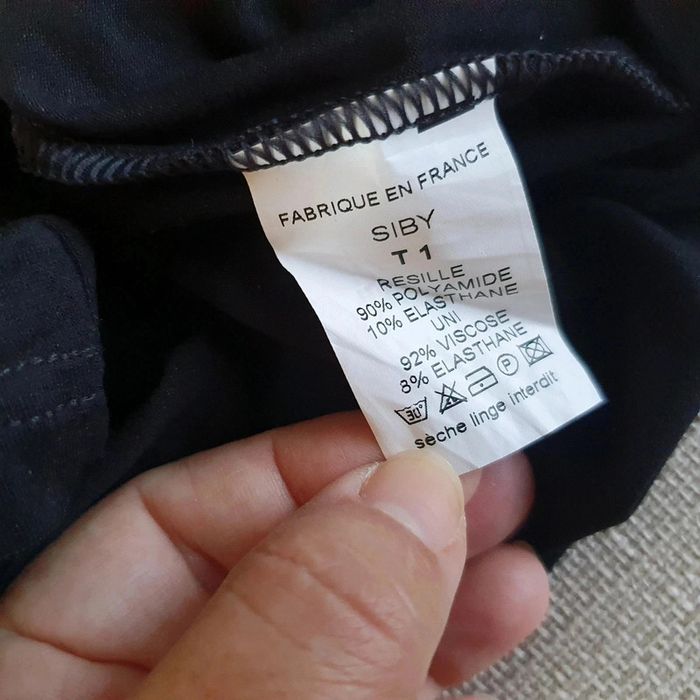 FABRIQUE EN FRANCE
SIBY
T 1
RESILLE
90% POLYAMIDE
10% ELASTHANE
UNI
92% VISCOSE
8% ELASTHANE
30° P
sèche linge interdit